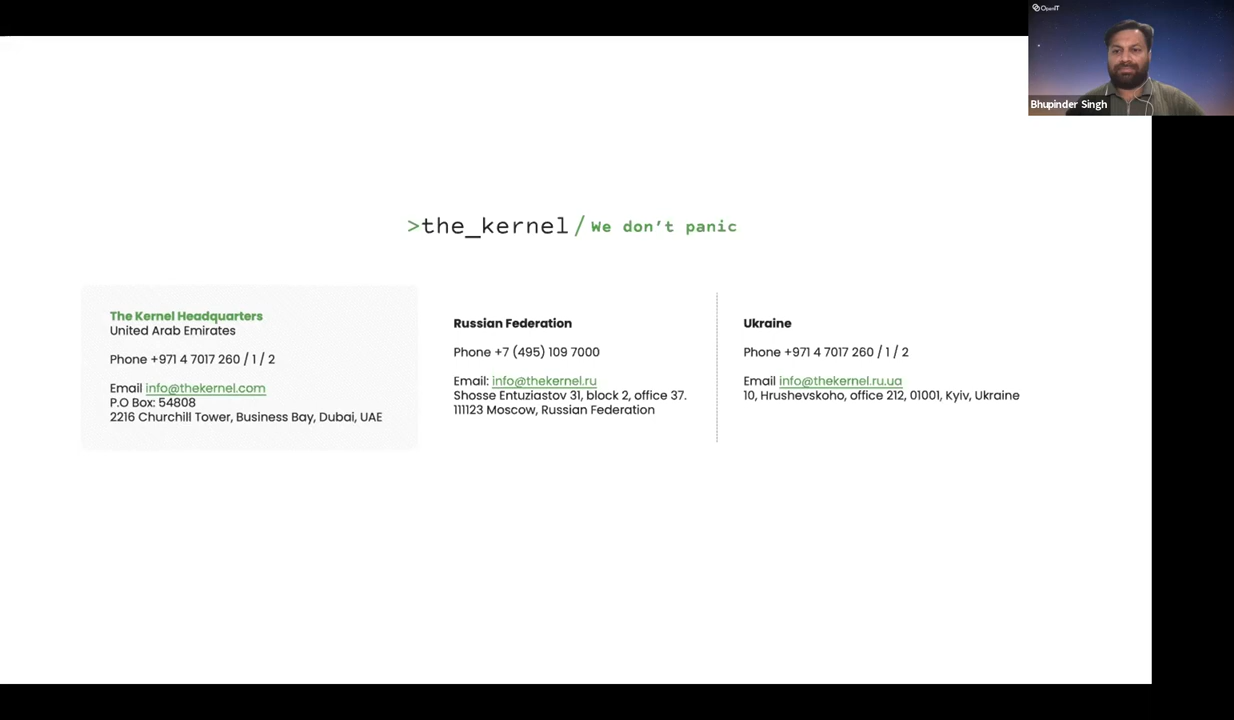 OpenIT
Bhupinder Singh
>the_kernel/We don't panic
The Kernel Headquarters
United Arab Emirates
Phone +971 4 7017 260 / 1 / 2
Email info@thekernel.com
P.O Box: 54808
2216 Churchill Tower, Business Bay, Dubai, UAE
Russian Federation
Phone +7 (495) 109 7000
Email: info@thekernel.ru
Shosse Entuziastov 31, block 2, office 37.
111123 Moscow, Russian Federation
Ukraine
Phone +971 4 7017 260 / 1 / 2
Email info@thekernel.ru.ua
10, Hrushevskoho, office 212, 01001, Kyiv, Ukraine